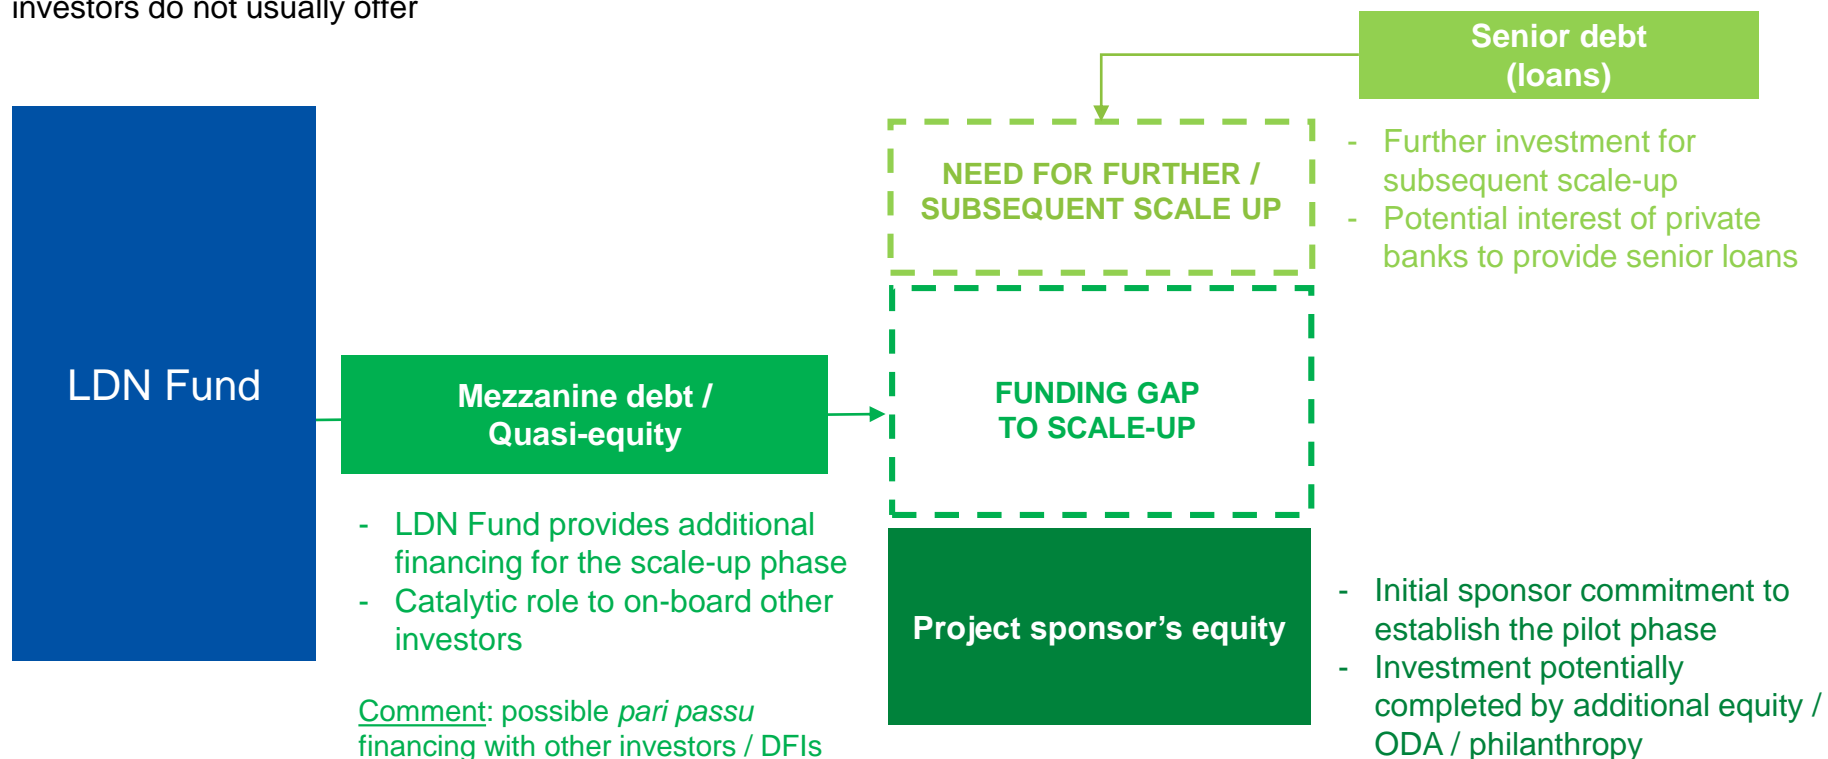 investors do not usually offer
Senior debt
(loans)
NEED FOR FURTHER /
SUBSEQUENT SCALE UP
- Further investment for
subsequent scale-up
- Potential interest of private
banks to provide senior loans
LDN Fund
Mezzanine debt /
Quasi-equity
FUNDING GAP
TO SCALE-UP
- LDN Fund provides additional
financing for the scale-up phase
- Catalytic role to on-board other
investors
Comment: possible pari passu
financing with other investors / DFIs
Project sponsor’s equity
- Initial sponsor commitment to
establish the pilot phase
- Investment potentially
completed by additional equity /
ODA / philanthropy